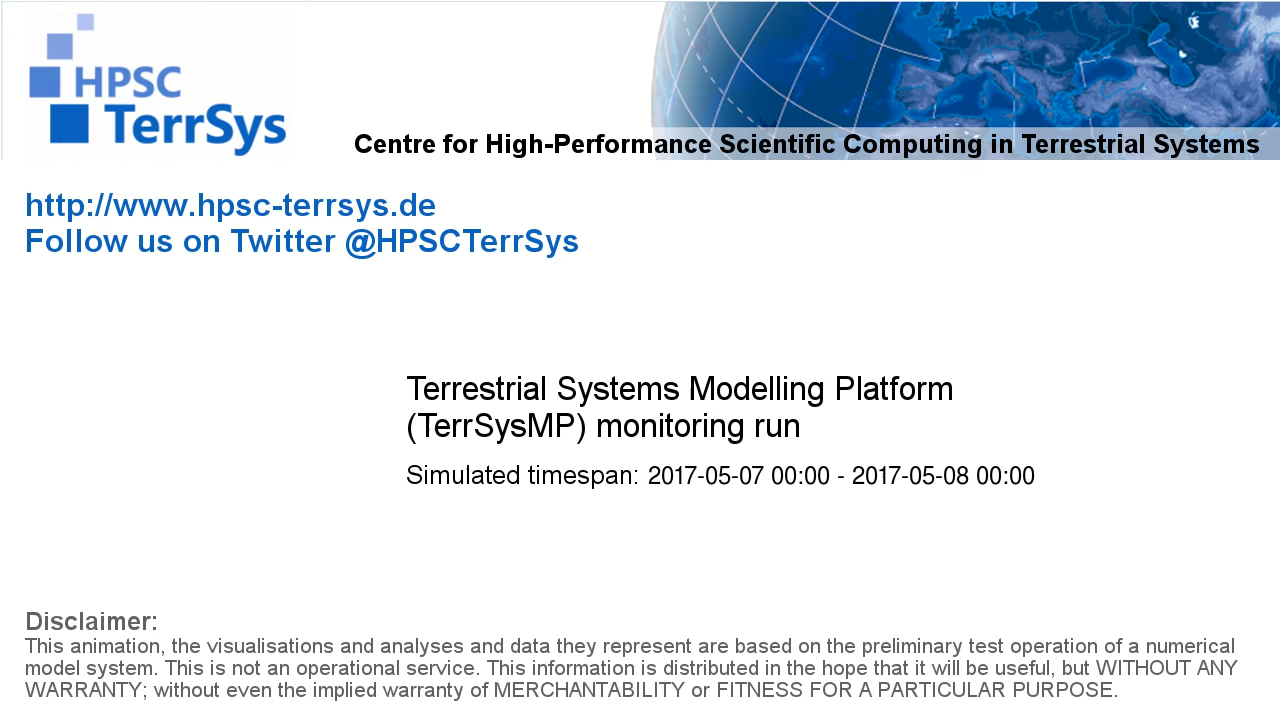 HPSC
TerrSys
Centre for High-Performance Scientific Computing in Terrestrial Systems
http://www.hpsc-terrsys.de
Follow us on Twitter @HPSCTerrSys
Terrestrial Systems Modelling Platform
(TerrSysMP) monitoring run
Simulated timespan: 2017-05-07 00:00 - 2017-05-08 00:00
Disclaimer:
This animation, the visualisations and analyses and data they represent are based on the preliminary test operation of a numerical
model system. This is not an operational service. This information is distributed in the hope that it will be useful, but WITHOUT ANY
WARRANTY; without even the implied warranty of MERCHANTABILITY or FITNESS FOR A PARTICULAR PURPOSE.